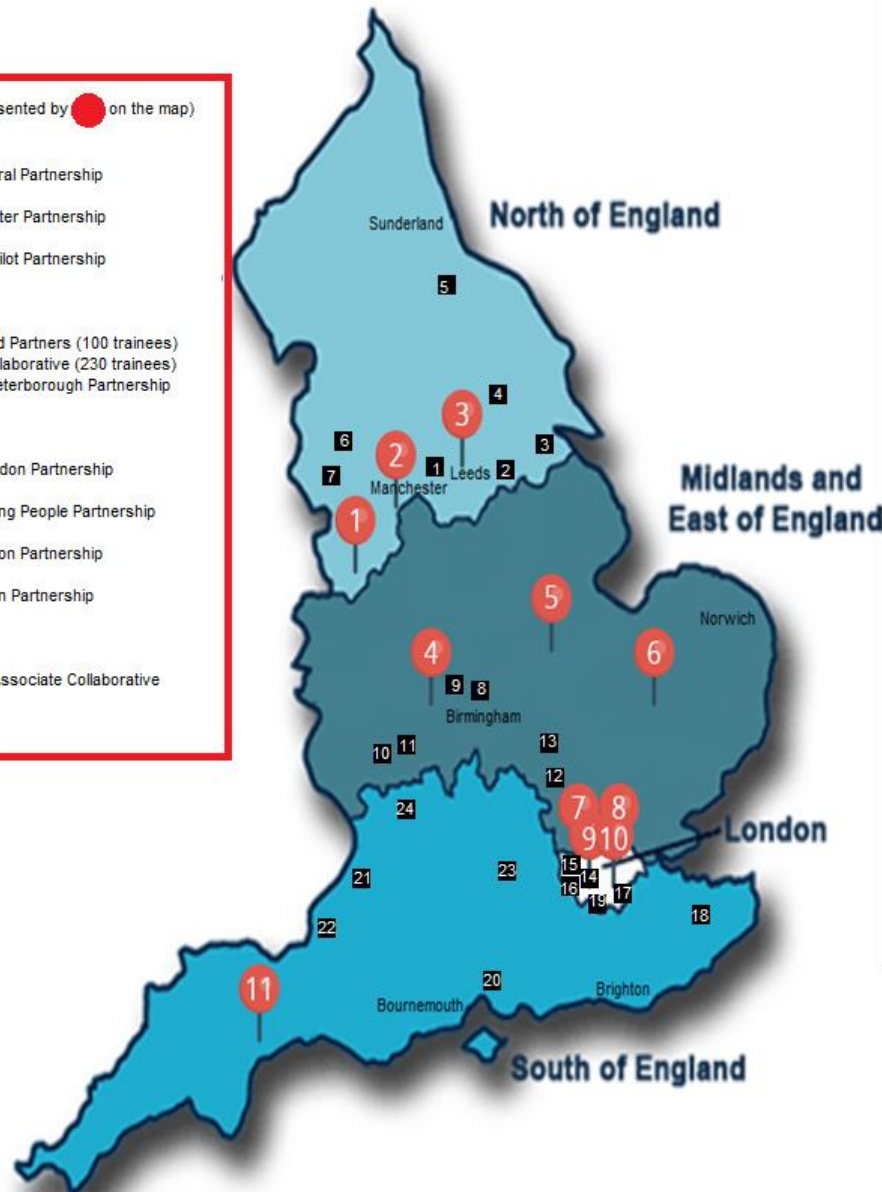 sented by on the map)
ral Partnership
ter Partnership
ilot Partnership
d Partners (100 trainees)
laborative (230 trainees)
eterborough Partnership
don Partnership
ng People Partnership
on Partnership
n Partnership
ssociate Collaborative
Sunderland
North of England
5
4
3
6
2
3
7
1
Leeds
2
Manchester
1
Midlands and
East of England
5
Norwich
4
6
9
8
Birmingham
10
11
13
12
24
7
8
9
10
London
15
14
21
23
16
17
19
18
22
20
11
Brighton
Bournemouth
South of England